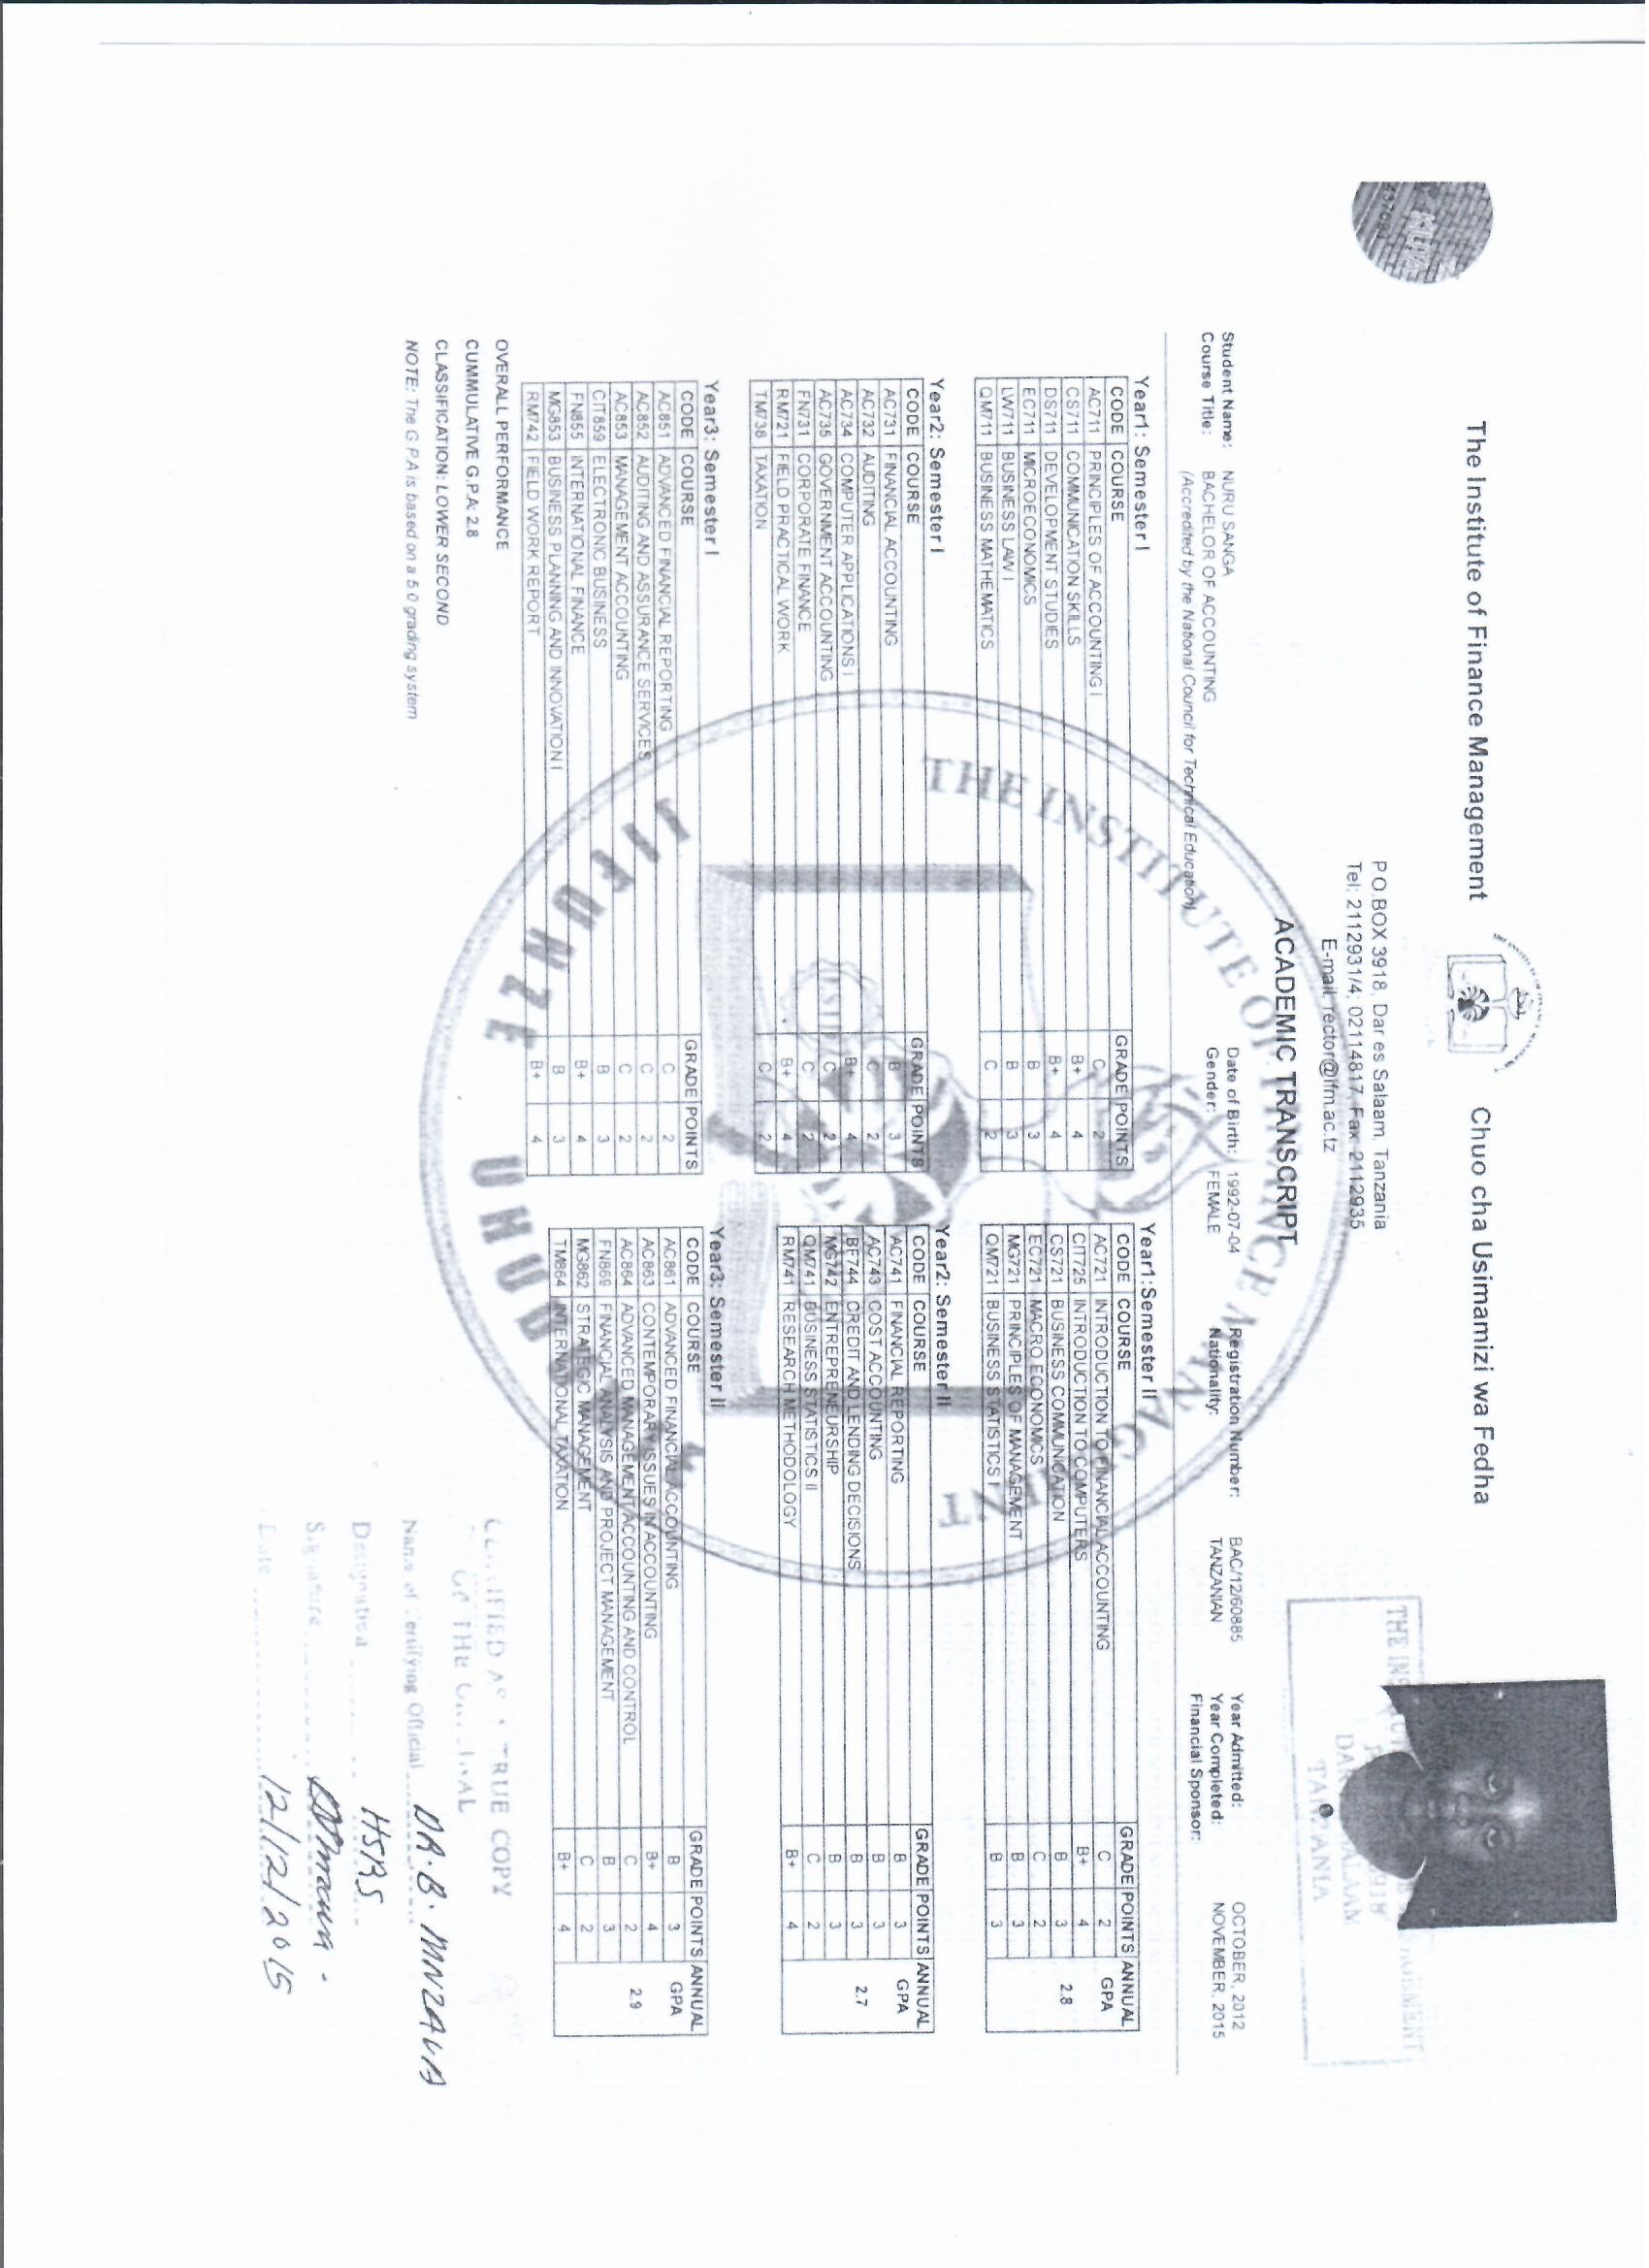 The Institute of Finance Management
Chuo cha Usimamizi wa Fedha
P.O.BOX 3918, Dar es Salaam, Tanzania
Tel: 2112931/4; 02114817, Fax 2112935
E-mail: rector@ifm.ac.tz
ACADEMIC TRANSCRIPT
Student Name: NURU SANGA Date of Birth: 1992-07-04 Registration Number: BAC/12/60885 Year Admitted: OCTOBER, 2012
Course Title: BACHELOR OF ACCOUNTING Gender: FEMALE Nationality: TANZANIAN Year Completed: NOVEMBER, 2015
(Accredited by the National Council for Technical Education) Financial Sponsor:
Year1: Semester I
CODE COURSE GRADE POINTS
AC711 PRINCIPLES OF ACCOUNTING I C 2
CS711 COMMUNICATION SKILLS B+ 4
DS711 DEVELOPMENT STUDIES B+ 4
EC711 MICROECONOMICS B 3
LW711 BUSINESS LAW I B 3
QM711 BUSINESS MATHEMATICS C 2
Year1:Semester II
CODE COURSE GRADE POINTS ANNUAL GPA
AC721 INTRODUCTION TO FINANCIAL ACCOUNTING C 2
CIT725 INTRODUCTION TO COMPUTERS B+ 4
CS721 BUSINESS COMMUNICATION B 3 2.8
EC721 MACRO ECONOMICS C 2
MG721 PRINCIPLES OF MANAGEMENT B 3
QM721 BUSINESS STATISTICS I B 3
Year2: Semester I
CODE COURSE GRADE POINTS
AC731 FINANCIAL ACCOUNTING B 3
AC732 AUDITING C 2
AC734 COMPUTER APPLICATIONS I B+ 4
AC735 GOVERNMENT ACCOUNTING C 2
FN731 CORPORATE FINANCE C 2
RM721 FIELD PRACTICAL WORK B+ 4
TM738 TAXATION C 2
Year2: Semester II
CODE COURSE GRADE POINTS ANNUAL GPA
AC741 FINANCIAL REPORTING B 3
AC743 COST ACCOUNTING B 3
BF744 CREDIT AND LENDING DECISIONS B 3 2.7
MG742 ENTREPRENEURSHIP B 3
QM741 BUSINESS STATISTICS II C 2
RM741 RESEARCH METHODOLOGY B+ 4
Year3: Semester I
CODE COURSE GRADE POINTS
AC851 ADVANCED FINANCIAL REPORTING C 2
AC852 AUDITING AND ASSURANCE SERVICES C 2
AC853 MANAGEMENT ACCOUNTING C 2
CIT859 ELECTRONIC BUSINESS B 3
FN855 INTERNATIONAL FINANCE B+ 4
MG853 BUSINESS PLANNING AND INNOVATION I B 3
RM742 FIELD WORK REPORT B+ 4
Year3: Semester II
CODE COURSE GRADE POINTS ANNUAL GPA
AC861 ADVANCED FINANCIAL ACCOUNTING B 3
AC863 CONTEMPORARY ISSUES IN ACCOUNTING B+ 4
AC864 ADVANCED MANAGEMENT ACCOUNTING AND CONTROL C 2 2.9
FN869 FINANCIAL ANALYSIS AND PROJECT MANAGEMENT B 3
MG862 STRATEGIC MANAGEMENT C 2
TM864 INTERNATIONAL TAXATION B+ 4
OVERALL PERFORMANCE
CUMMULATIVE G.P.A: 2.8
CLASSIFICATION: LOWER SECOND
NOTE: The G P A is based on a 5.0 grading system
THE INSTITUTE OF FINANCE MANAGEMENT
JIFUNZE UHUDUMU
TANZANIA
CERTIFIED AS A TRUE COPY
OF THE ORIGINAL
Name of Certifying Official DR. B. MNZAVA
Designation HSRS
Signature
Date 12/12/2015